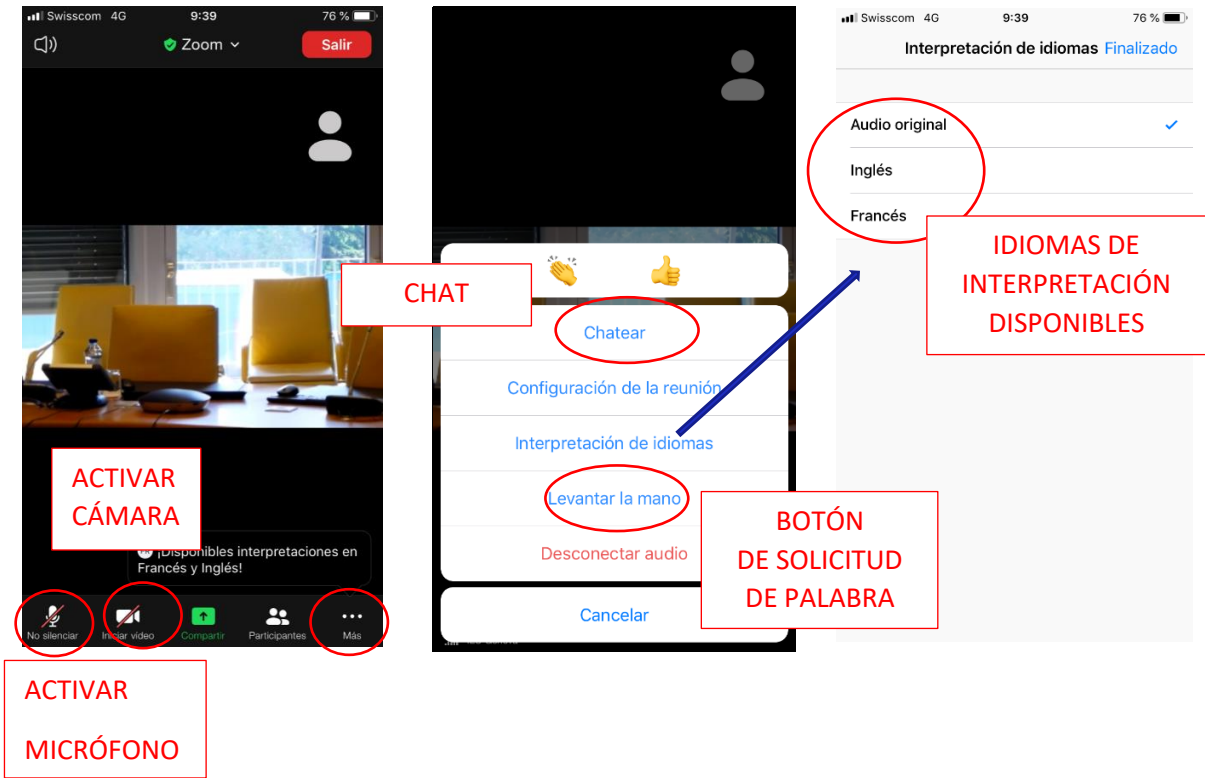 Swisscom 4G 9:39 76 %
Zoom
Salir
ACTIVAR
CÁMARA
¡Disponibles interpretaciones en
Francés y Inglés!
No silenciar Iniciar vídeo Compartir Participantes Más
ACTIVAR
MICRÓFONO
CHAT
Chatear
Configuración de la reunión
Interpretación de idiomas
Levantar la mano
Desconectar audio
Cancelar
BOTÓN
DE SOLICITUD
DE PALABRA
Swisscom 4G 9:39 76 %
Interpretación de idiomas Finalizado
Audio original
Inglés
Francés
IDIOMAS DE
INTERPRETACIÓN
DISPONIBLES